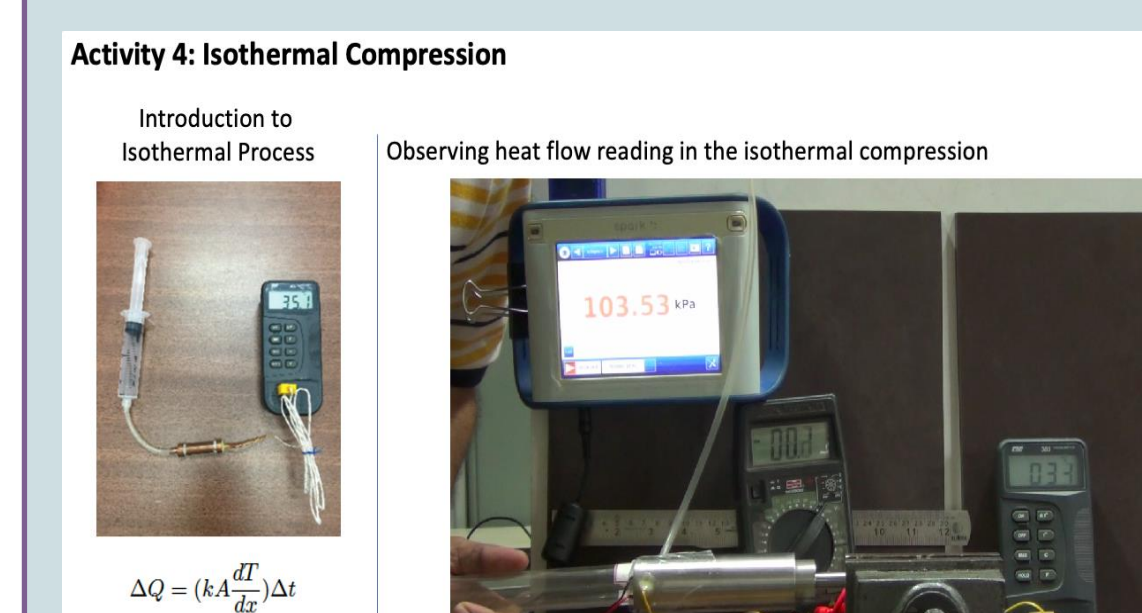 Activity 4: Isothermal Compression
Introduction to
Isothermal Process
Observing heat flow reading in the isothermal compression
35.1
103.53 kPa
ΔQ = (kA dT/dx)Δt